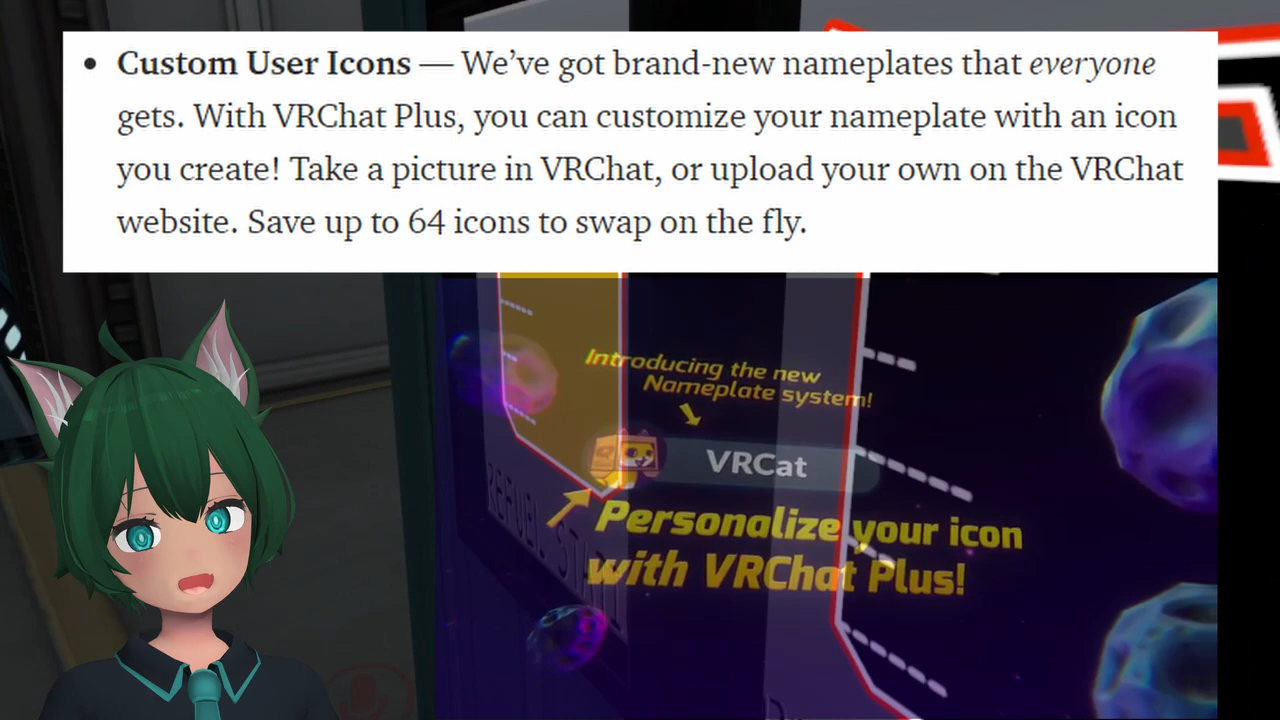 • Custom User Icons — We’ve got brand-new nameplates that everyone
gets. With VRChat Plus, you can customize your nameplate with an icon
you create! Take a picture in VRChat, or upload your own on the VRChat
website. Save up to 64 icons to swap on the fly.
Introducing the new
Nameplate system!
VRCat
Personalize your icon
with VRChat Plus!
REFUEL